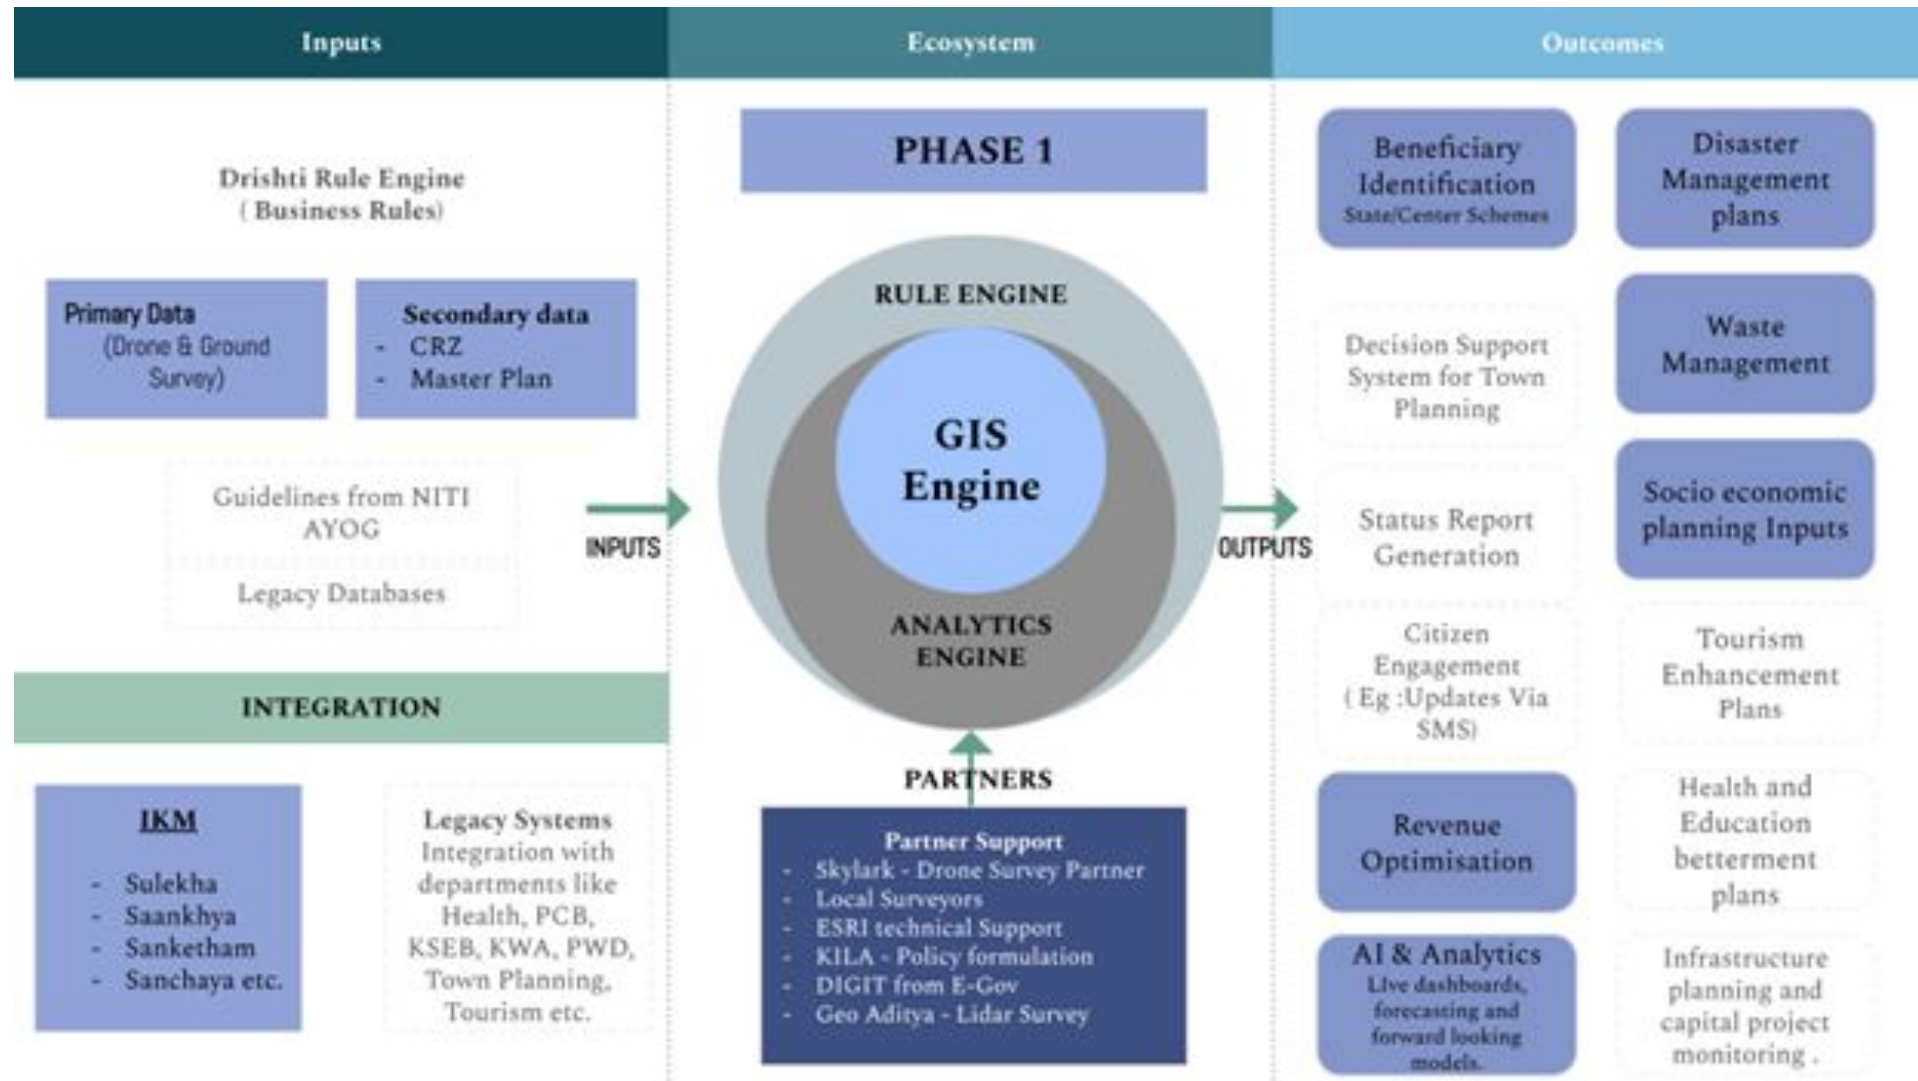 Inputs
Ecosystem
Outcomes
Drishti Rule Engine
( Business Rules)
Primary Data
(Drone & Ground
Survey)
Secondary data
- CRZ
- Master Plan
Guidelines from NITI
AYOG
Legacy Databases
INPUTS
INTEGRATION
IKM
- Sulekha
- Saankhya
- Sanketham
- Sanchaya etc.
Legacy Systems
Integration with
departments like
Health, PCB,
KSEB, KWA, PWD,
Town Planning,
Tourism etc.
PHASE 1
RULE ENGINE
GIS
Engine
ANALYTICS
ENGINE
PARTNERS
Partner Support
- Skylark - Drone Survey Partner
- Local Surveyors
- ESRI technical Support
- KILA - Policy formulation
- DIGIT from E-Gov
- Geo Aditya - Lidar Survey
OUTPUTS
Beneficiary
Identification
State/Center Schemes
Decision Support
System for Town
Planning
Status Report
Generation
Citizen
Engagement
( Eg :Updates Via
SMS)
Revenue
Optimisation
AI & Analytics
LIve dashboards,
forecasting and
forward looking
models.
Disaster
Management
plans
Waste
Management
Socio economic
planning Inputs
Tourism
Enhancement
Plans
Health and
Education
betterment
plans
Infrastructure
planning and
capital project
monitoring .